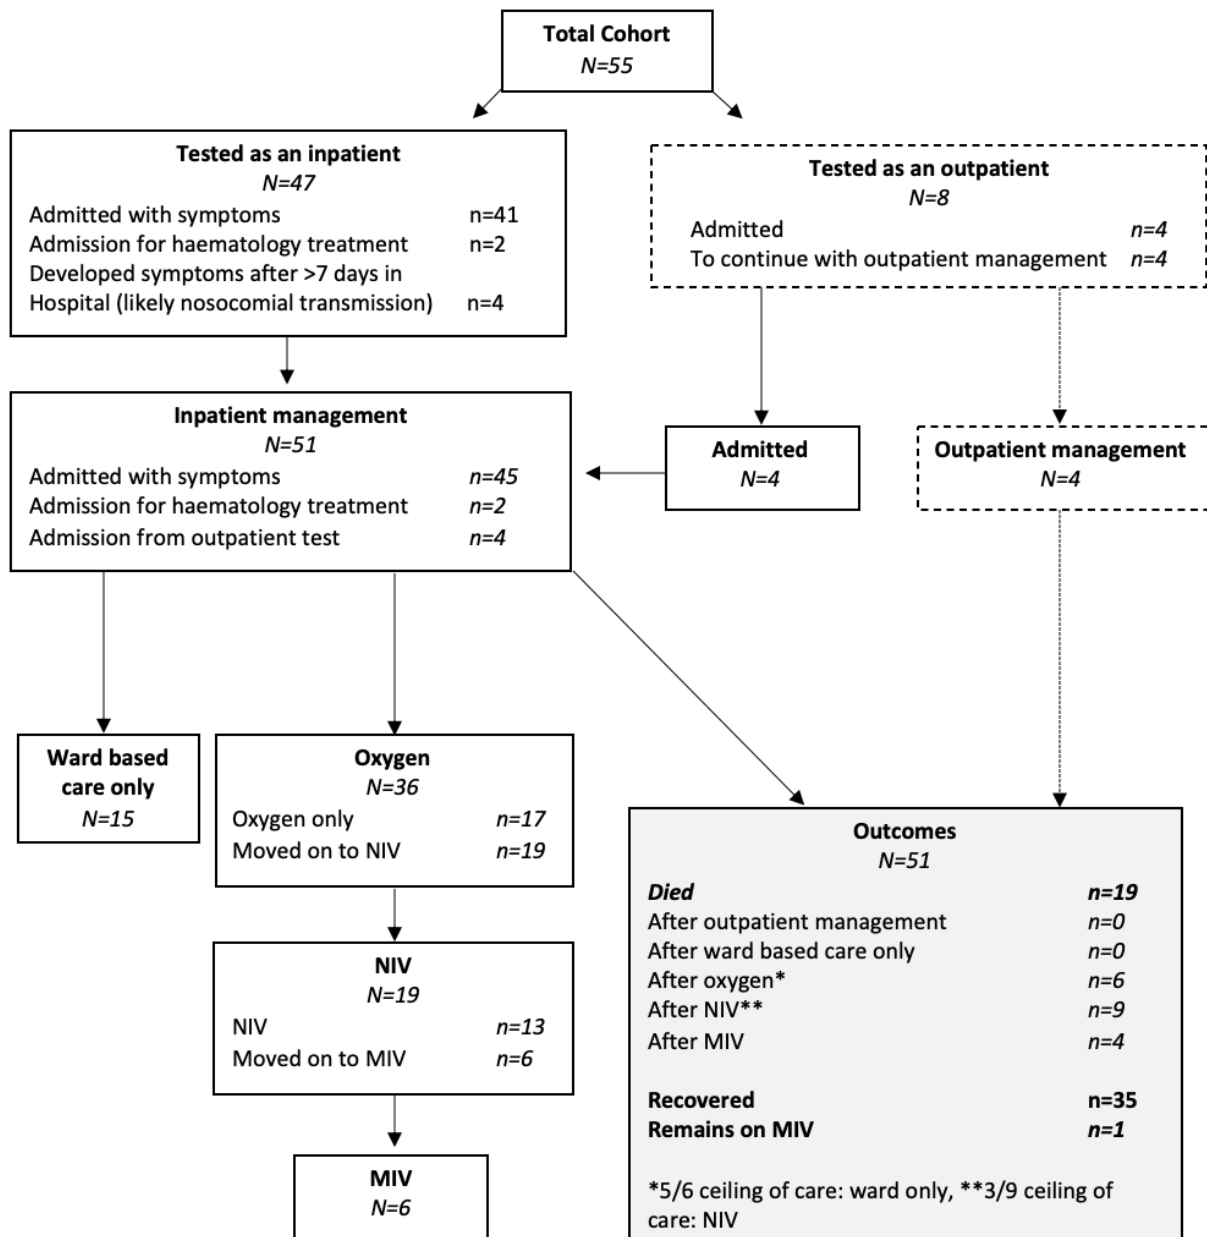 Total Cohort
N=55
Tested as an inpatient
N=47
Admitted with symptoms n=41
Admission for haematology treatment n=2
Developed symptoms after >7 days in
Hospital (likely nosocomial transmission) n=4
Tested as an outpatient
N=8
Admitted n=4
To continue with outpatient management n=4
Inpatient management
N=51
Admitted with symptoms n=45
Admission for haematology treatment n=2
Admission from outpatient test n=4
Admitted
N=4
Outpatient management
N=4
Ward based
care only
N=15
Oxygen
N=36
Oxygen only n=17
Moved on to NIV n=19
NIV
N=19
NIV n=13
Moved on to MIV n=6
MIV
N=6
Outcomes
N=51
Died n=19
After outpatient management n=0
After ward based care only n=0
After oxygen* n=6
After NIV** n=9
After MIV n=4
Recovered n=35
Remains on MIV n=1
*5/6 ceiling of care: ward only, **3/9 ceiling of
care: NIV